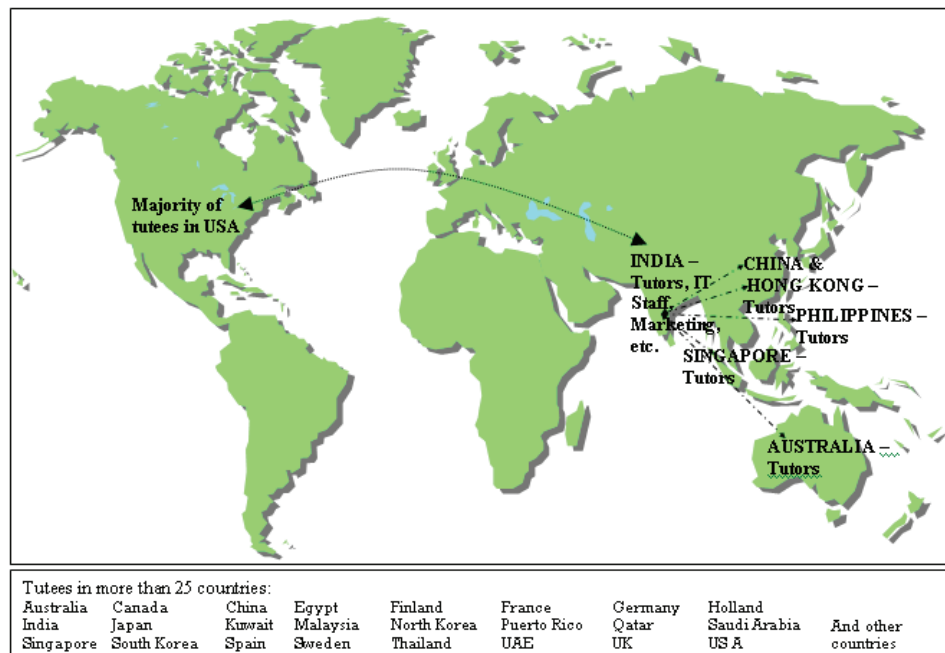 Majority of
tutees in USA
INDIA –
Tutors, IT
Staff,
Marketing,
etc.
CHINA &
HONG KONG –
Tutors
PHILIPPINES –
Tutors
SINGAPORE –
Tutors
AUSTRALIA –
Tutors
Tutees in more than 25 countries:
Australia Canada China Egypt Finland France Germany Holland
India Japan Kuwait Malaysia North Korea Puerto Rico Qatar Saudi Arabia And other
Singapore South Korea Spain Sweden Thailand UAE UK USA countries